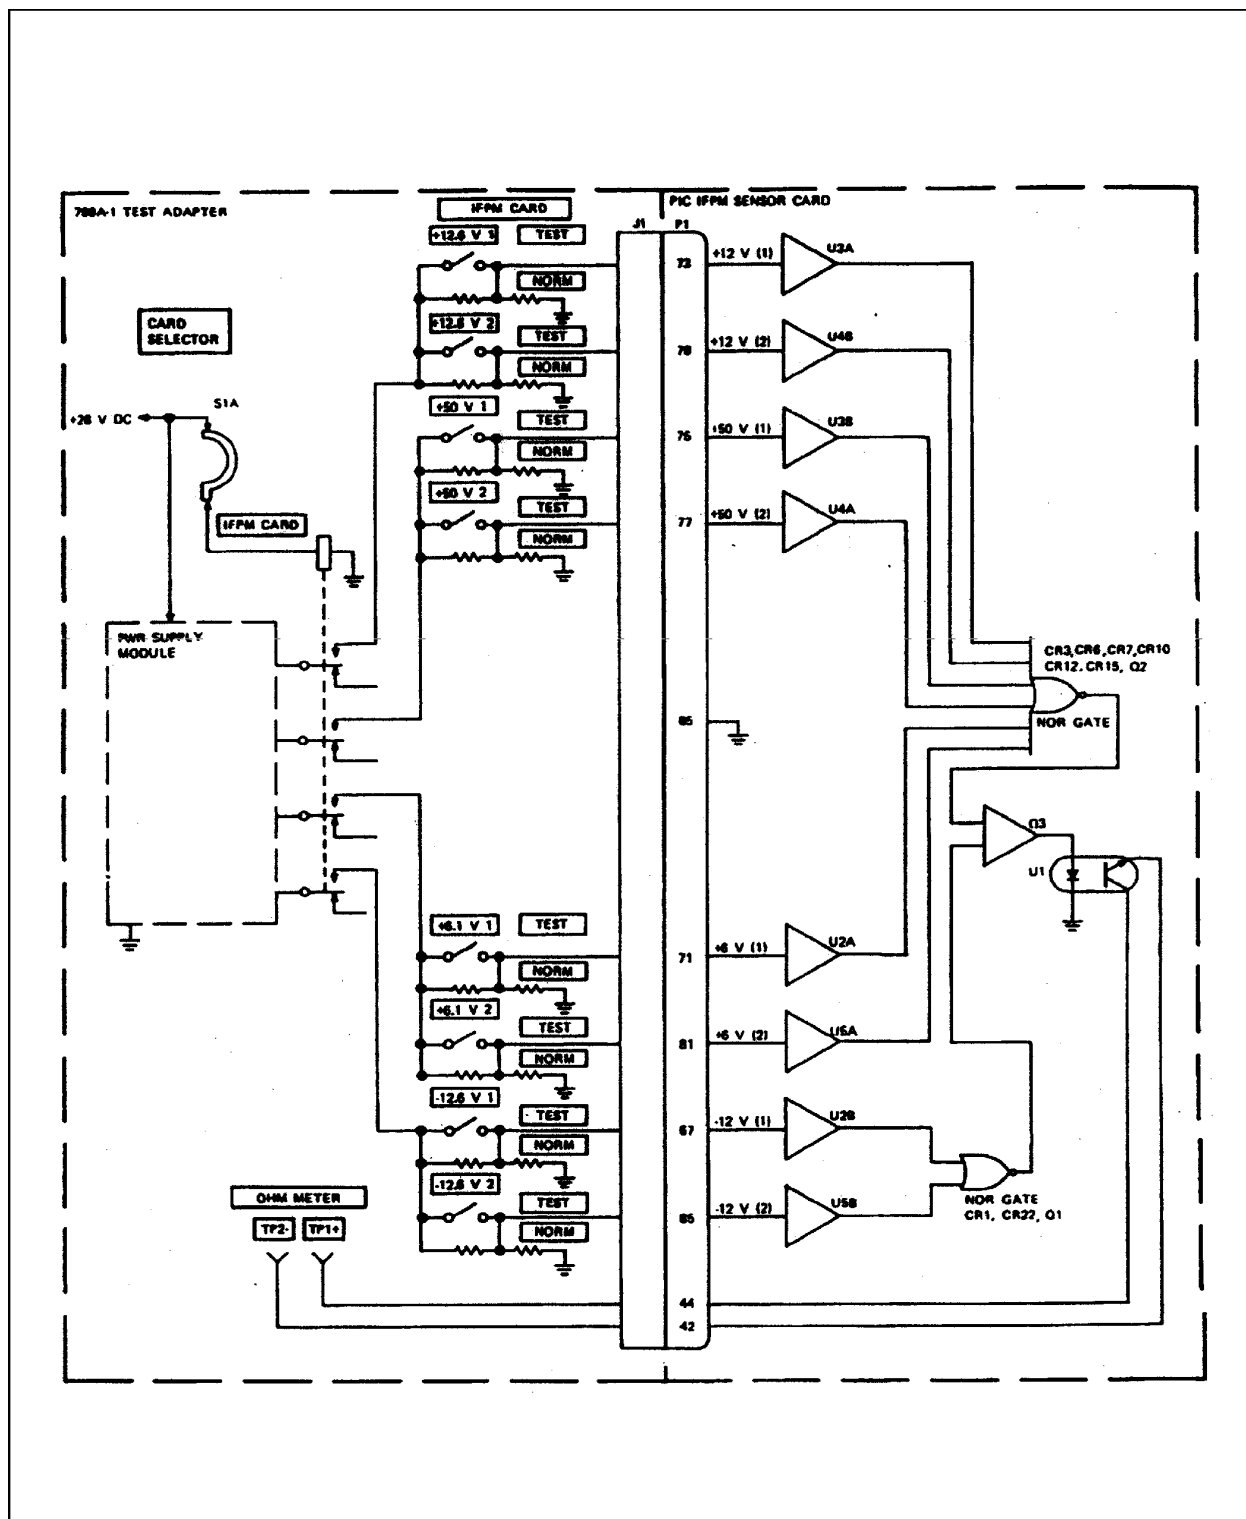 788A-1 TEST ADAPTER
PIC IFPM SENSOR CARD
IFPM CARD
J1 P1
+12.6 V 1 TEST
NORM
73 +12 V (1) U3A
CARD
SELECTOR
+12.6 V 2 TEST
NORM
79 +12 V (2) U4B
S1A
+28 V DC
+50 V 1 TEST
NORM
75 +50 V (1) U3B
+50 V 2 TEST
NORM
77 +50 V (2) U4A
IFPM CARD
PWR SUPPLY
MODULE
CR3, CR6, CR7, CR10
CR12, CR15, Q2
NOR GATE
85
Q3
U1
+6.1 V 1 TEST
NORM
71 +6 V (1) U2A
+6.1 V 2 TEST
NORM
81 +6 V (2) U5A
-12.6 V 1 TEST
NORM
67 -12 V (1) U2B
-12.6 V 2 TEST
NORM
65 -12 V (2) U5B
NOR GATE
CR1, CR22, Q1
OHM METER
TP2- TP1+
44
42